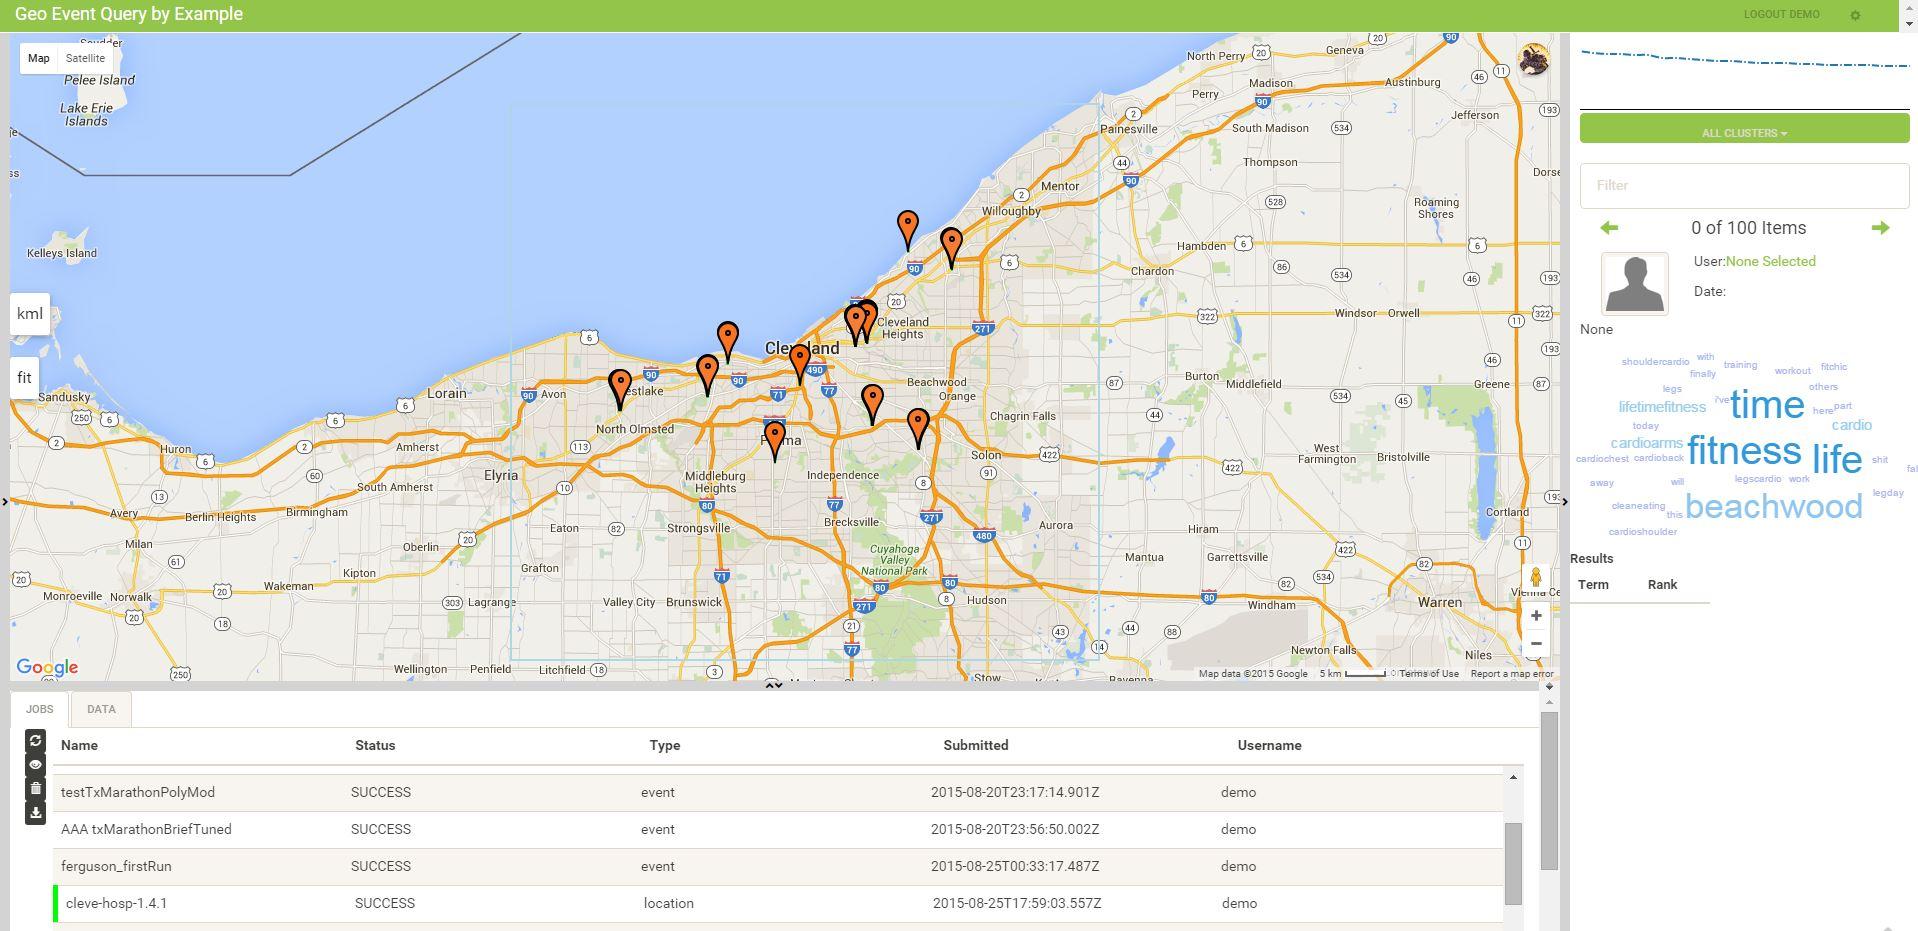 Geo Event Query by Example
LOGOUT DEMO
Map
Satellite
Scudder
Pelee Island
Lake Erie
Islands
Kelleys Island
kml
fit
Sandusky
Huron
Lorain
Avon
Westlake
North Olmsted
Cleveland
Cleveland
Heights
Parma
Middleburg
Heights
Independence
Beachwood
Orange
Chagrin Falls
Solon
Elyria
Amherst
South Amherst
Birmingham
Berlin Heights
Avery
Milan
Oberlin
Kipton
Wakeman
Norwalk
Monroeville
Eaton
Grafton
Lagrange
Strongsville
Brecksville
Valley City
Brunswick
Cuyahoga
Valley
National Park
Hudson
Aurora
Mantua
Hiram
Garrettsville
Windham
Warren
Newton Falls
Niles
Wellington
Penfield
Litchfield
Stow
Ravenna
Vienna Ce
Cortland
Bristolville
West
Farmington
Middlefield
Burton
Greene
Orwell
Windsor
Chardon
Hambden
Roaming
Shores
Thompson
South Madison
Madison
Perry
North Perry
Geneva
Austinburg
Jefferson
Dorse
Painesville
Mentor
Willoughby
Google
Map data ©2015 Google
5 km
Terms of Use
Report a map error
ALL CLUSTERS
Filter
0 of 100 Items
User:None Selected
Date:
None
shouldercardio
with
finally
training
workout
fitchic
legs
others
i've
time
here
part
lifetimefitness
today
cardio
cardioarms
fitness
life
cardiochest
cardioback
shit
fal
away
will
legscardio
work
legday
cleaneating
this
beachwood
cardioshoulder
Results
Term Rank
JOBS
DATA
Name Status Type Submitted Username
testTxMarathonPolyMod SUCCESS event 2015-08-20T23:17:14.901Z demo
AAA txMarathonBriefTuned SUCCESS event 2015-08-20T23:56:50.002Z demo
ferguson_firstRun SUCCESS event 2015-08-25T00:33:17.487Z demo
cleve-hosp-1.4.1 SUCCESS location 2015-08-25T17:59:03.557Z demo